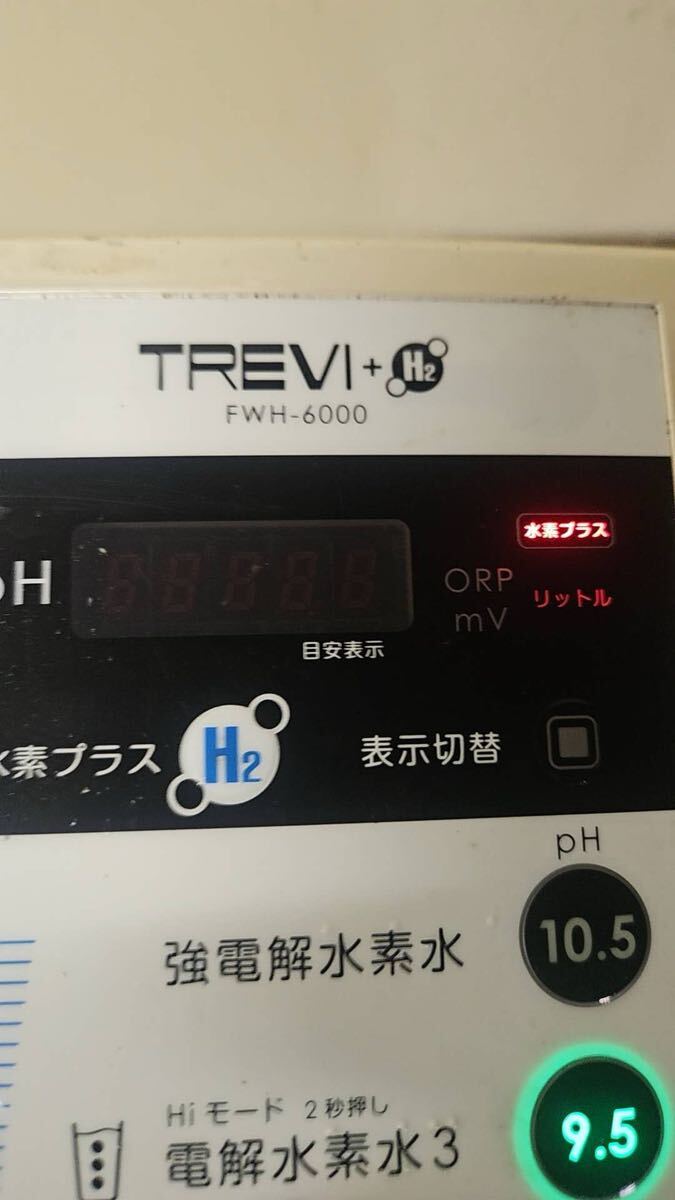 TREVI+H2
FWH-6000
水素プラス
pH
ORP
mV
リットル
目安表示
水素プラス
H2
表示切替
pH
強電解水素水
10.5
Hiモード 2秒押し
電解水素水3
9.5